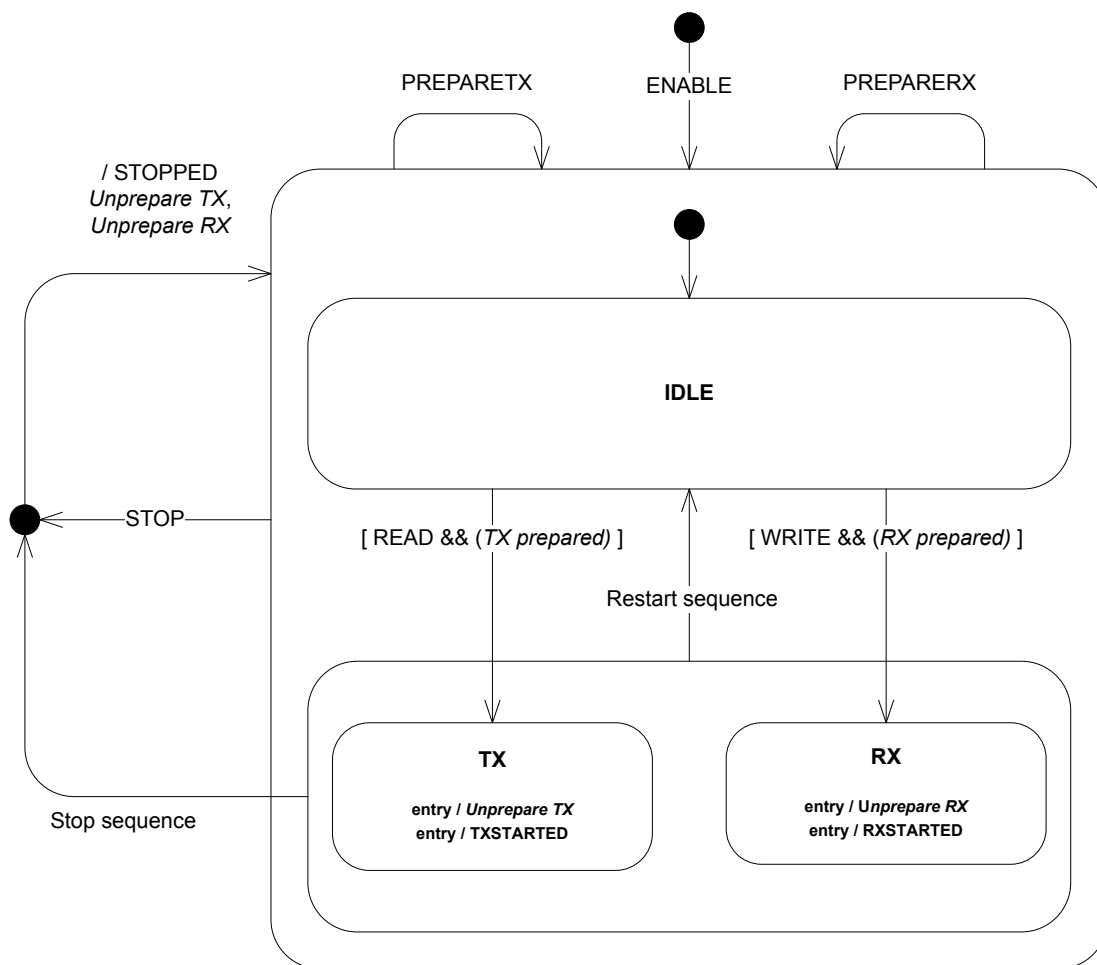 PREPARETX
ENABLE
PREPARERX
/ STOPPED
Unprepare TX,
Unprepare RX
IDLE
STOP
[ READ && (TX prepared) ]
[ WRITE && (RX prepared) ]
Restart sequence
TX
entry / Unprepare TX
entry / TXSTARTED
RX
entry / Unprepare RX
entry / RXSTARTED
Stop sequence